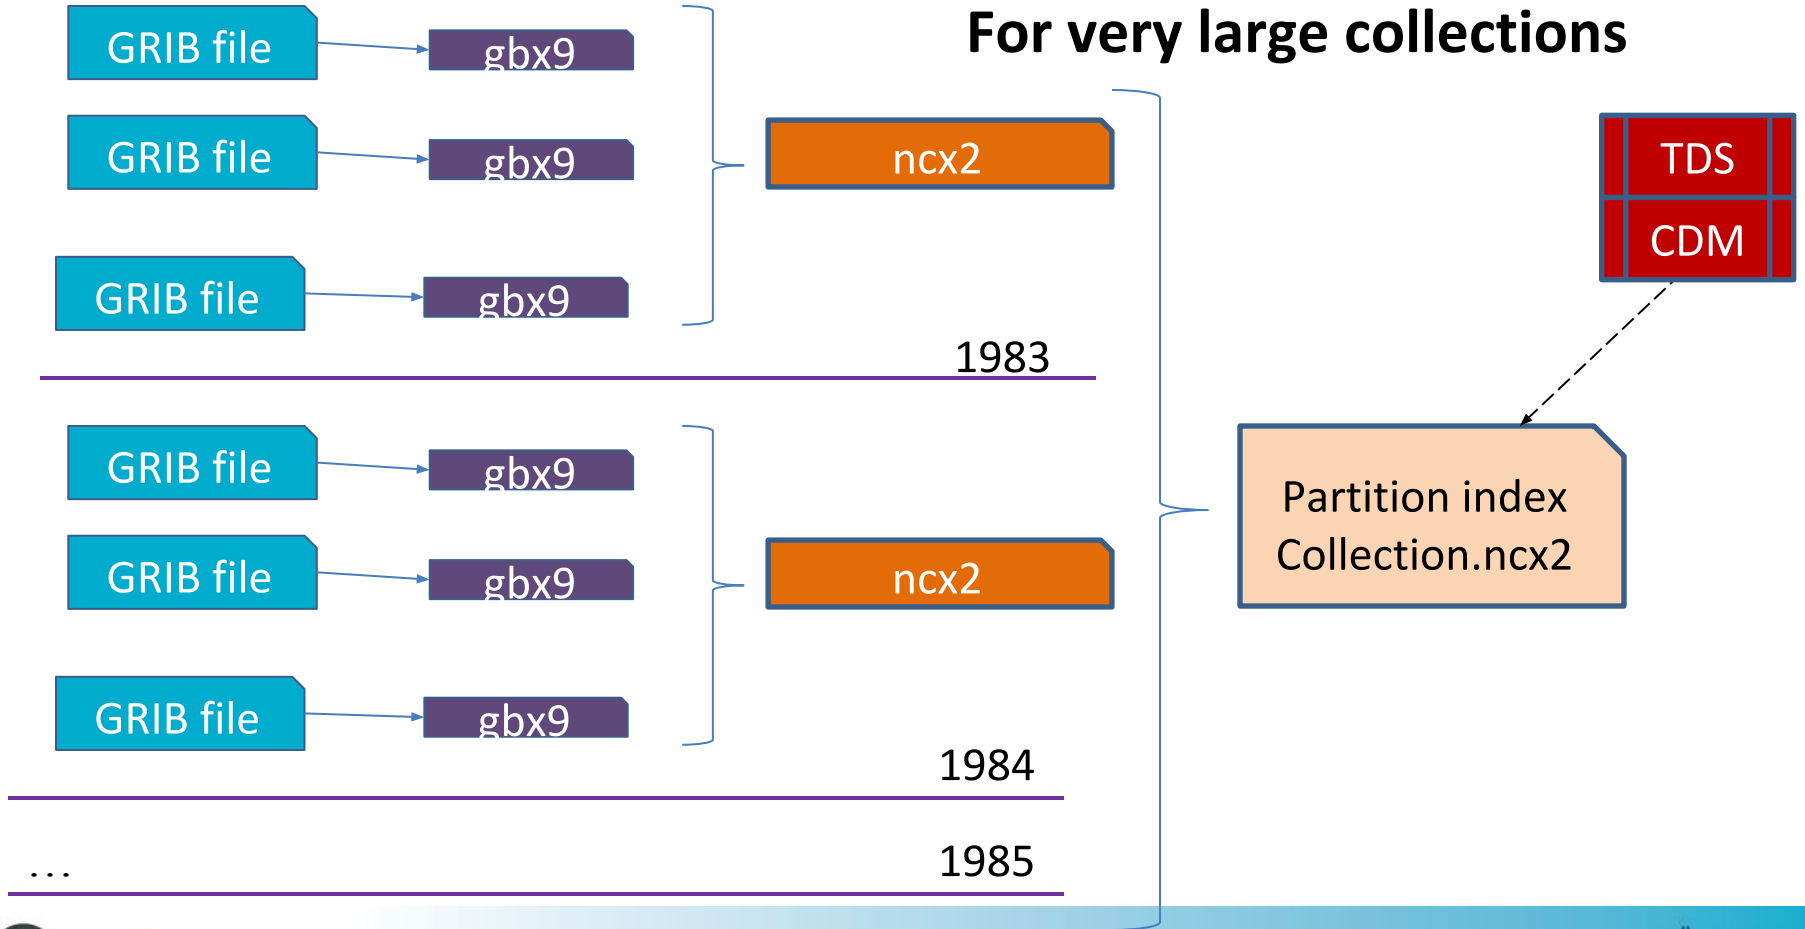 For very large collections
GRIB file
gbx9
GRIB file
gbx9
ncx2
GRIB file
gbx9
1983
GRIB file
gbx9
GRIB file
gbx9
ncx2
GRIB file
gbx9
1984
...
1985
TDS
CDM
Partition index
Collection.ncx2